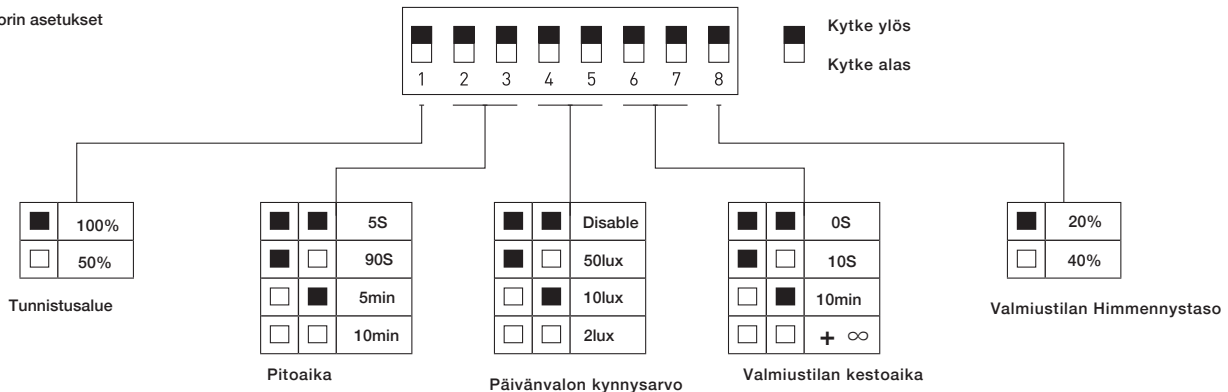 orin asetukset
Kytke ylös
Kytke alas
1 2 3 4 5 6 7 8
100%
50%
Tunnistusalue
5S
90S
5min
10min
Pitoaika
Disable
50lux
10lux
2lux
Päivänvalon kynnysarvo
0S
10S
10min
+ ∞
Valmiustilan kestoaika
20%
40%
Valmiustilan Himmennystaso